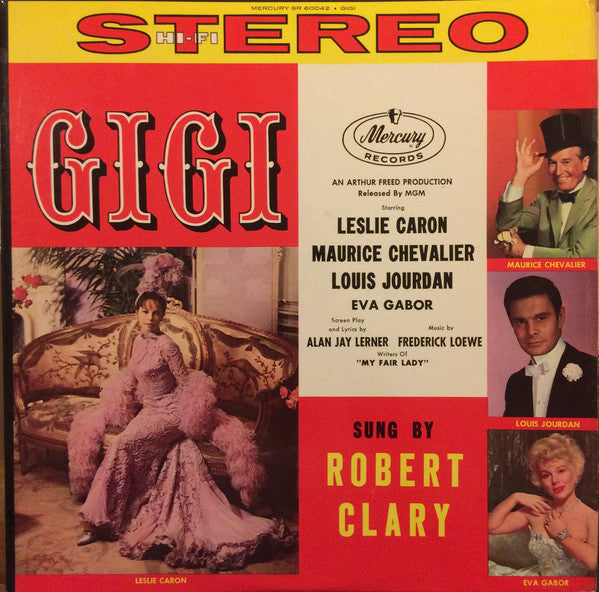 MERCURY SR 60042 • GIGI
STEREO
HI-FI
GIGI
Mercury
RECORDS
AN ARTHUR FREED PRODUCTION
Released By MGM
Starring
LESLIE CARON
MAURICE CHEVALIER
LOUIS JOURDAN
EVA GABOR
Screen Play
and Lyrics by
ALAN JAY LERNER
Music by
FREDERICK LOEWE
Writers Of
"MY FAIR LADY"
SUNG BY
ROBERT
CLARY
LESLIE CARON
MAURICE CHEVALIER
LOUIS JOURDAN
EVA GABOR